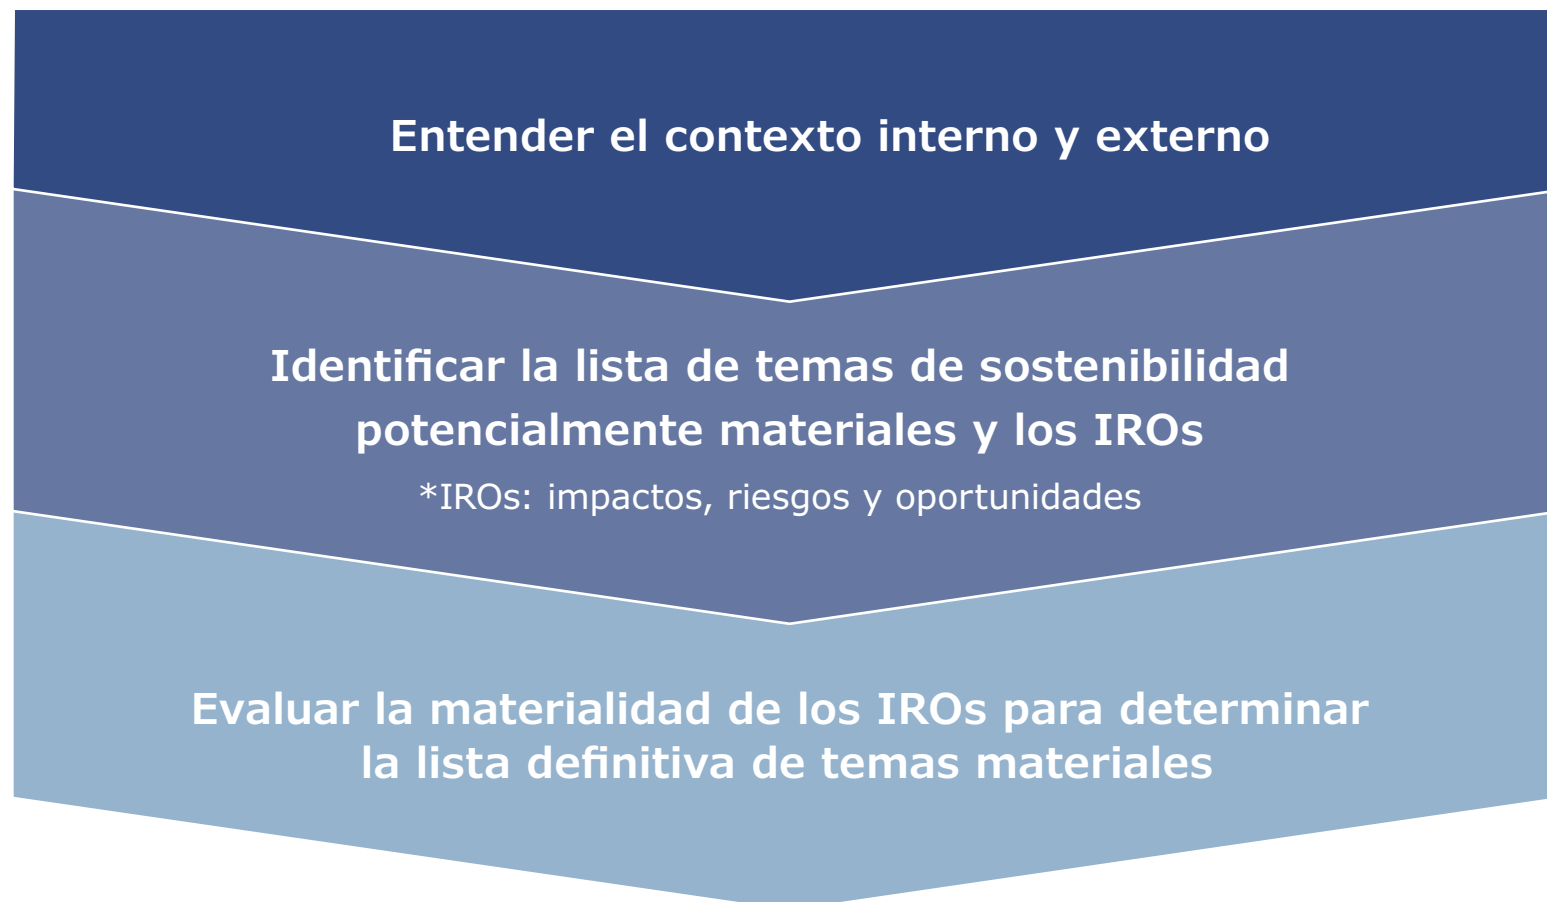 Entender el contexto interno y externo
Identificar la lista de temas de sostenibilidad
potencialmente materiales y los IROs
*IROs: impactos, riesgos y oportunidades
Evaluar la materialidad de los IROs para determinar
la lista definitiva de temas materiales